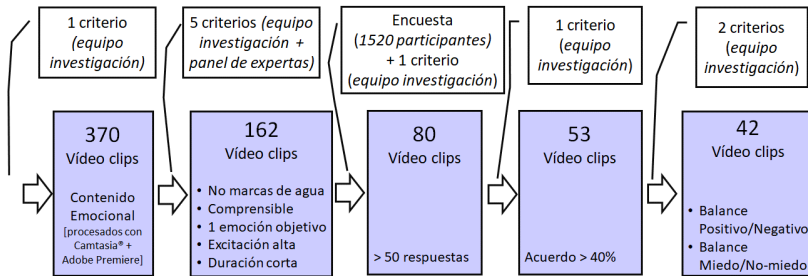 1 criterio
(equipo
investigación)
5 criterios (equipo
investigación +
panel de expertas)
Encuesta
(1520 participantes)
+ 1 criterio
(equipo investigación)
1 criterio
(equipo
investigación)
2 criterios
(equipo
investigación)
370
Vídeo clips
Contenido
Emocional
[procesados con
Camtasia® +
Adobe Premiere]
162
Vídeo clips
• No marcas de agua
• Comprensible
• 1 emoción objetivo
• Excitación alta
• Duración corta
80
Vídeo clips
> 50 respuestas
53
Vídeo clips
Acuerdo > 40%
42
Vídeo clips
• Balance
Positivo/Negativo
• Balance
Miedo/No-miedo